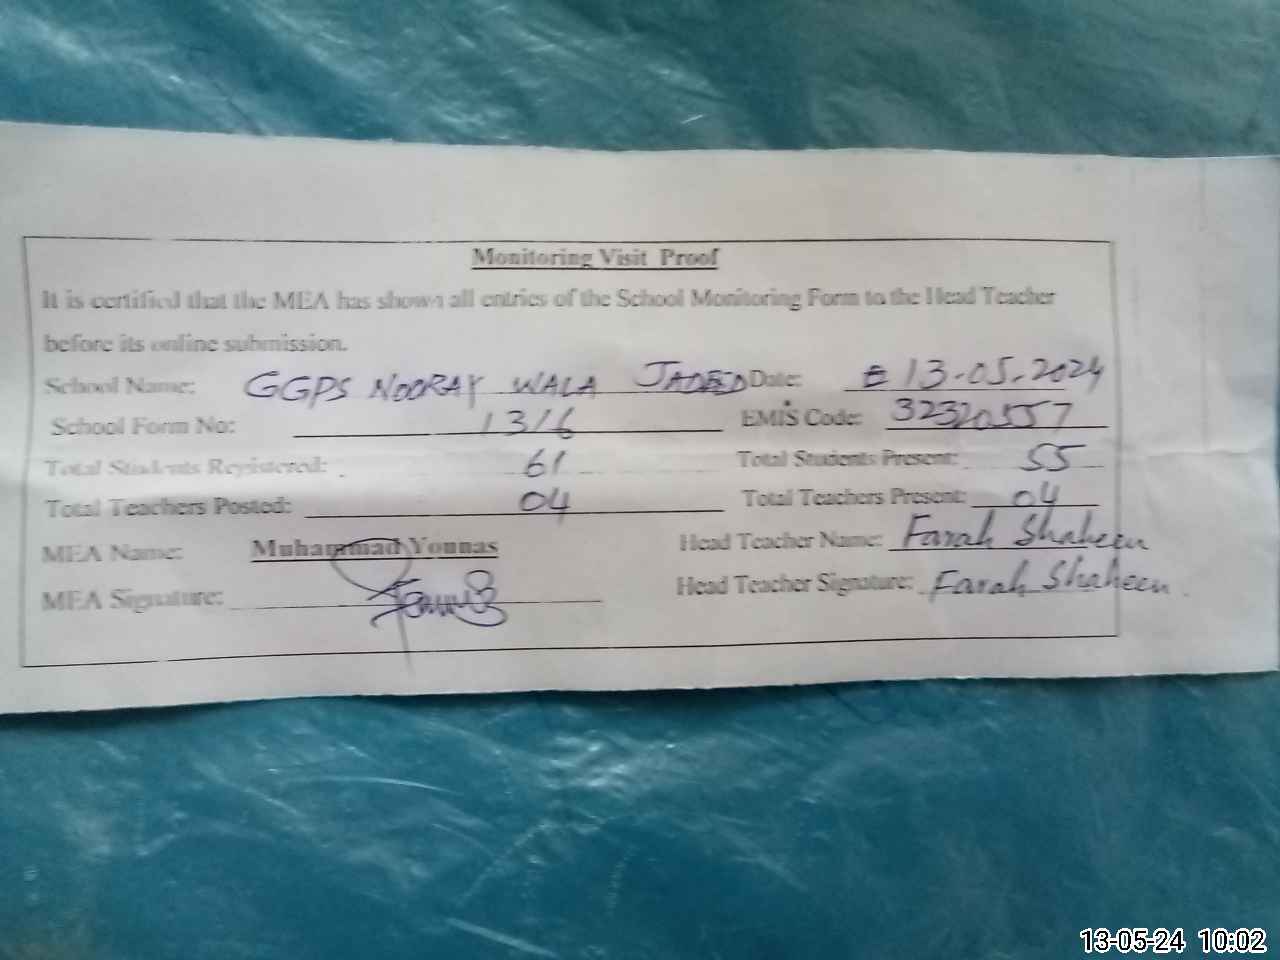 Monitoring Visit Proof
It is certified that the MEA has shown all entries of the School Monitoring Form to the Head Teacher
before its online submission.
School Name: GGPS NOORAY WALA JADEED Date: 13-05-2024
School Form No: 1316 EMIS Code: 32320557
Total Students Registered: 61 Total Students Present: 55
Total Teachers Posted: 04 Total Teachers Present: 04
MEA Name: Muhammad Younas Head Teacher Name: Farah Shaheen
MEA Signature: Head Teacher Signature: Farah Shaheen.
13-05-24 10:02